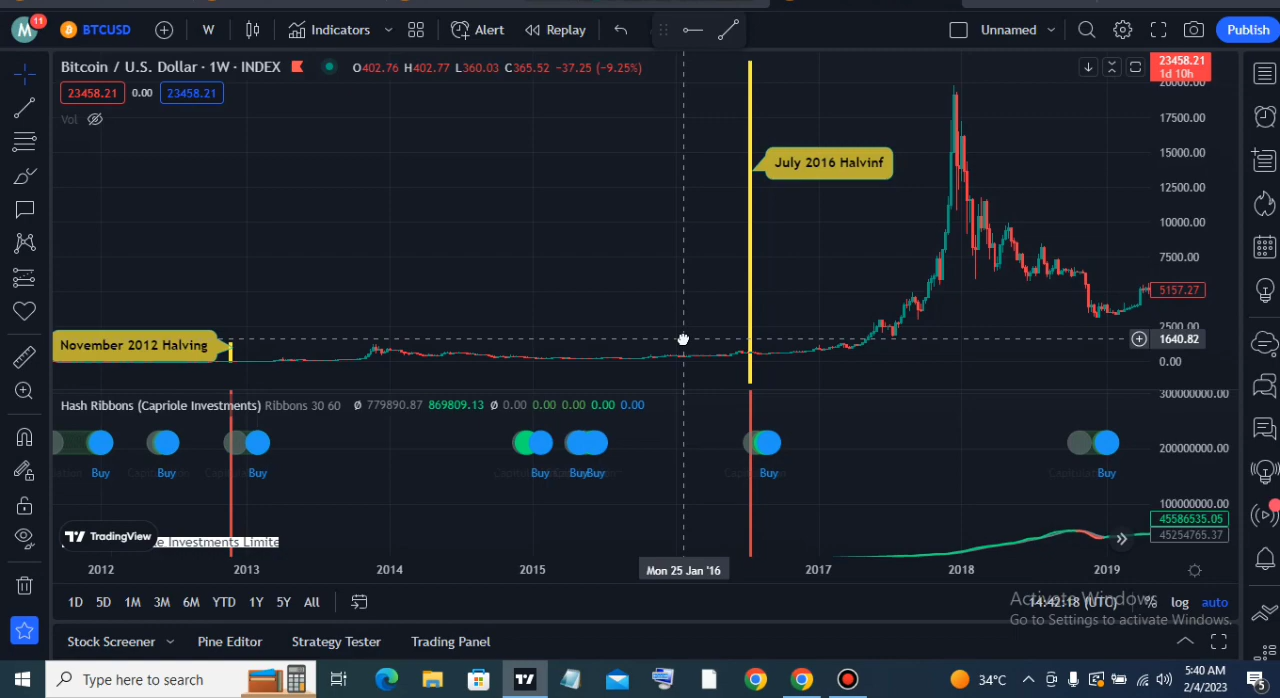 M 11 BTCUSD W Indicators Alert Replay Unnamed Publish
Bitcoin / U.S. Dollar · 1W · INDEX O402.76 H402.77 L360.03 C365.52 −37.25 (−9.25%)
23458.21 0.00 23458.21
Vol
23458.21
1d 10h
20000.00
17500.00
15000.00
12500.00
10000.00
7500.00
5157.27
2500.00
1640.82
0.00
July 2016 Halvinf
November 2012 Halving
Hash Ribbons (Capriole Investments) Ribbons 30 60 Ø 779890.87 869809.13 Ø 0.00 0.00 0.00 0.00 0.00
300000000.00
200000000.00
100000000.00
Buy Buy Buy Buy Buy Buy Buy Buy
45586535.05
45254765.37
TradingView
e Investments Limite
2012 2013 2014 2015 Mon 25 Jan '16 2017 2018 2019
1D 5D 1M 3M 6M YTD 1Y 5Y All 14:42:18 (UTC) % log auto
Activate Windows
Go to Settings to activate Windows.
Stock Screener Pine Editor Strategy Tester Trading Panel
Type here to search 34°C 5:40 AM
2/4/2023 5